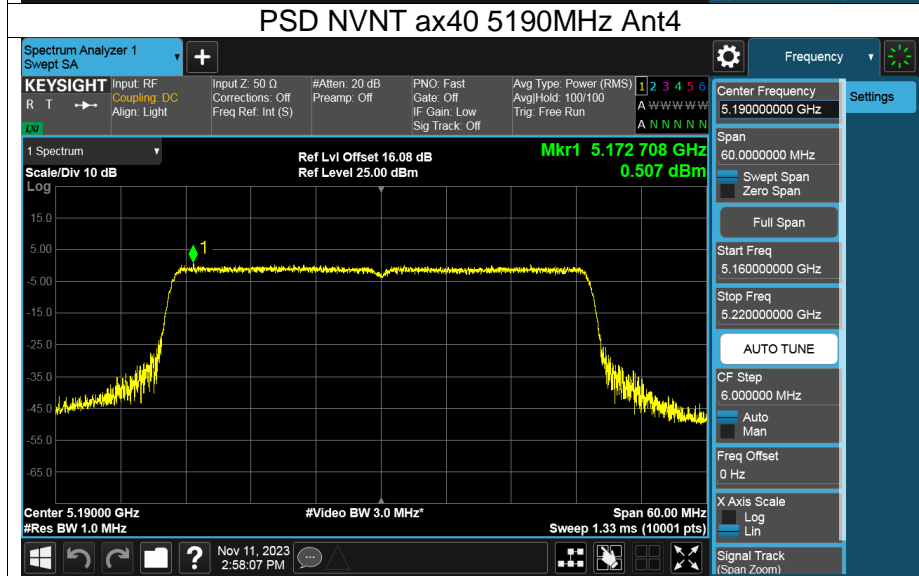 PSD NVNT ax40 5190MHz Ant4
Spectrum Analyzer 1
Swept SA
+
Frequency
KEYSIGHT
R T
LXI
Input: RF
Coupling: DC
Align: Light
Input Z: 50 Ω
Corrections: Off
Freq Ref: Int (S)
#Atten: 20 dB
Preamp: Off
PNO: Fast
Gate: Off
IF Gain: Low
Sig Track: Off
Avg Type: Power (RMS)
Avg|Hold: 100/100
Trig: Free Run
1 2 3 4 5 6
A W W W W W
A N N N N N
1 Spectrum
Scale/Div 10 dB
Log
Ref Lvl Offset 16.08 dB
Ref Level 25.00 dBm
Mkr1 5.172 708 GHz
0.507 dBm
15.0
5.00
-5.00
-15.0
-25.0
-35.0
-45.0
-55.0
-65.0
1
Center 5.19000 GHz
#Res BW 1.0 MHz
#Video BW 3.0 MHz*
Span 60.00 MHz
Sweep 1.33 ms (10001 pts)
Center Frequency
5.190000000 GHz
Settings
Span
60.0000000 MHz
Swept Span
Zero Span
Full Span
Start Freq
5.160000000 GHz
Stop Freq
5.220000000 GHz
AUTO TUNE
CF Step
6.000000 MHz
Auto
Man
Freq Offset
0 Hz
X Axis Scale
Log
Lin
Signal Track
(Span Zoom)
?
Nov 11, 2023
2:58:07 PM